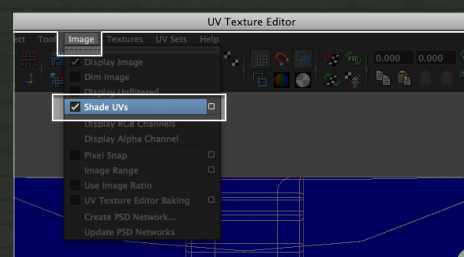 UV Texture Editor
ect Tool Image Textures UV Sets Help
Display Image
Dim Image
Display Unfiltered
Shade UVs
Display RGB Channels
Display Alpha Channel
Pixel Snap
Image Range
Use Image Ratio
UV Texture Editor Baking
Create PSD Network...
Update PSD Networks
0.000 0.000